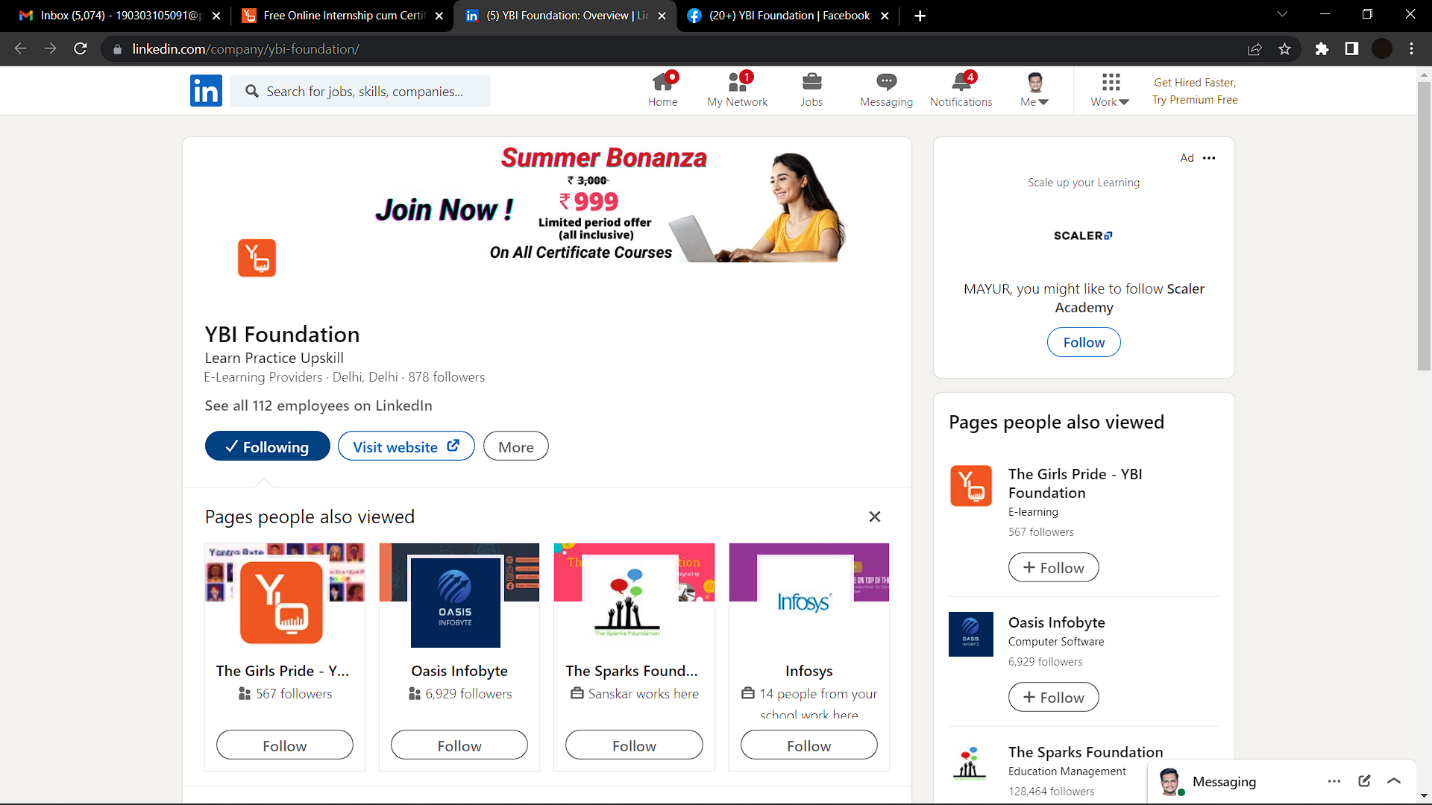 Inbox (5,074) - 190303105091@p
Free Online Internship cum Certi
(5) YBI Foundation: Overview | Li
(20+) YBI Foundation | Facebook
linkedin.com/company/ybi-foundation/
in
Search for jobs, skills, companies...
Home
1
My Network
Jobs
Messaging
4
Notifications
Me
Work
Get Hired Faster,
Try Premium Free
Summer Bonanza
₹ 3,000
Join Now !
₹ 999
Limited period offer
(all inclusive)
On All Certificate Courses
YBI Foundation
Learn Practice Upskill
E-Learning Providers · Delhi, Delhi · 878 followers
See all 112 employees on LinkedIn
✓ Following
Visit website
More
Pages people also viewed
The Girls Pride - Y...
567 followers
Follow
OASIS
INFOBYTE
Oasis Infobyte
6,929 followers
Follow
The Sparks Foundation
The Sparks Found...
Sanskar works here
Follow
Infosys
Infosys
14 people from your
school work here
Follow
Ad
Scale up your Learning
SCALER
MAYUR, you might like to follow Scaler
Academy
Follow
Pages people also viewed
The Girls Pride - YBI
Foundation
E-learning
567 followers
+ Follow
OASIS
Oasis Infobyte
Computer Software
6,929 followers
+ Follow
The Sparks Foundation
Education Management
128,464 followers
Messaging